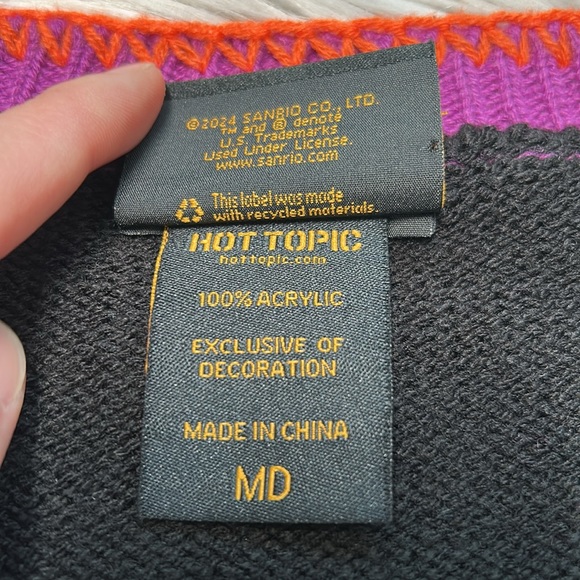 ©2024 SANRIO CO., LTD.
™ and ® denote
U.S. Trademarks
Used Under License.
www.sanrio.com
This label was made
with recycled materials.
HOT TOPIC
hottopic.com
100% ACRYLIC
EXCLUSIVE OF
DECORATION
MADE IN CHINA
MD